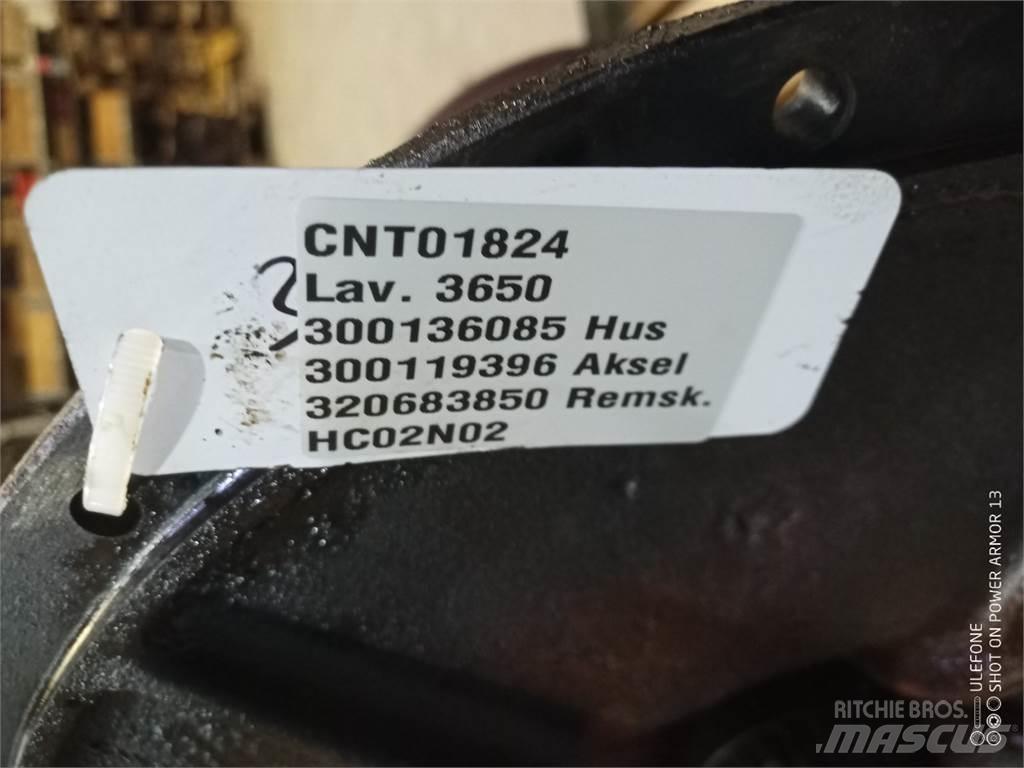 CNT01824
Lav. 3650
300136085 Hus
300119396 Aksel
320683850 Remsk.
HC02N02
ULEFONE
SHOT ON POWER ARMOR 13
RITCHIE BROS.
MASCUS